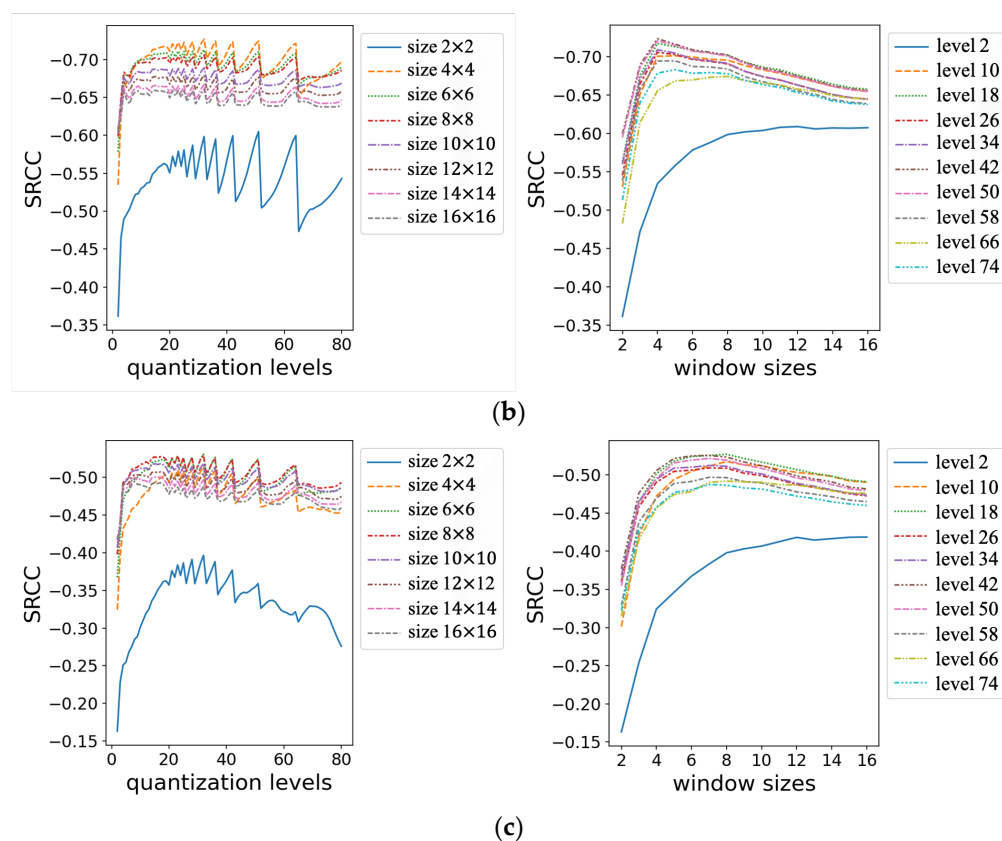 −0.70
−0.65
−0.60
−0.55
−0.50
−0.45
−0.40
−0.35
SRCC
0 20 40 60 80
quantization levels
size 2×2
size 4×4
size 6×6
size 8×8
size 10×10
size 12×12
size 14×14
size 16×16
−0.70
−0.65
−0.60
−0.55
−0.50
−0.45
−0.40
−0.35
SRCC
2 4 6 8 10 12 14 16
window sizes
level 2
level 10
level 18
level 26
level 34
level 42
level 50
level 58
level 66
level 74
(b)
−0.50
−0.45
−0.40
−0.35
−0.30
−0.25
−0.20
−0.15
SRCC
0 20 40 60 80
quantization levels
size 2×2
size 4×4
size 6×6
size 8×8
size 10×10
size 12×12
size 14×14
size 16×16
−0.50
−0.45
−0.40
−0.35
−0.30
−0.25
−0.20
−0.15
SRCC
2 4 6 8 10 12 14 16
window sizes
level 2
level 10
level 18
level 26
level 34
level 42
level 50
level 58
level 66
level 74
(c)